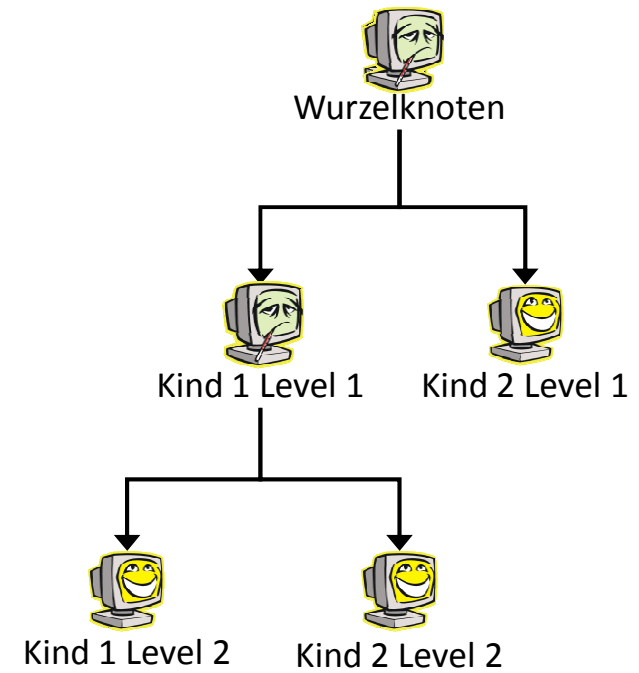 Wurzelknoten
Kind 1 Level 1
Kind 2 Level 1
Kind 1 Level 2
Kind 2 Level 2